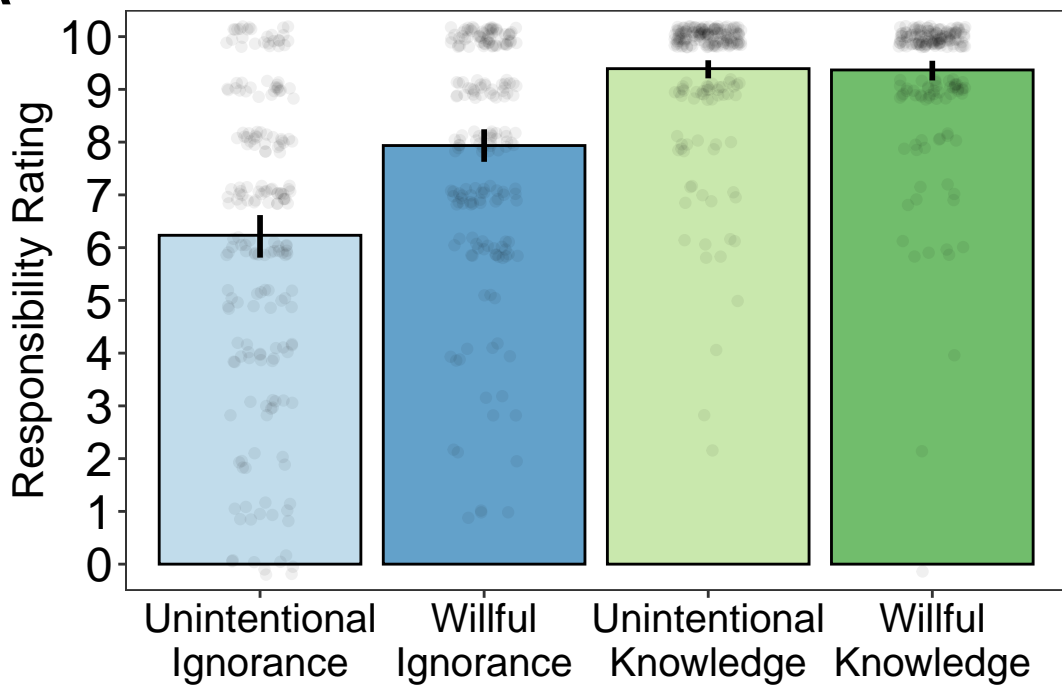 Responsibility Rating
10
9
8
7
6
5
4
3
2
1
0
Unintentional Ignorance
Willful Ignorance
Unintentional Knowledge
Willful Knowledge